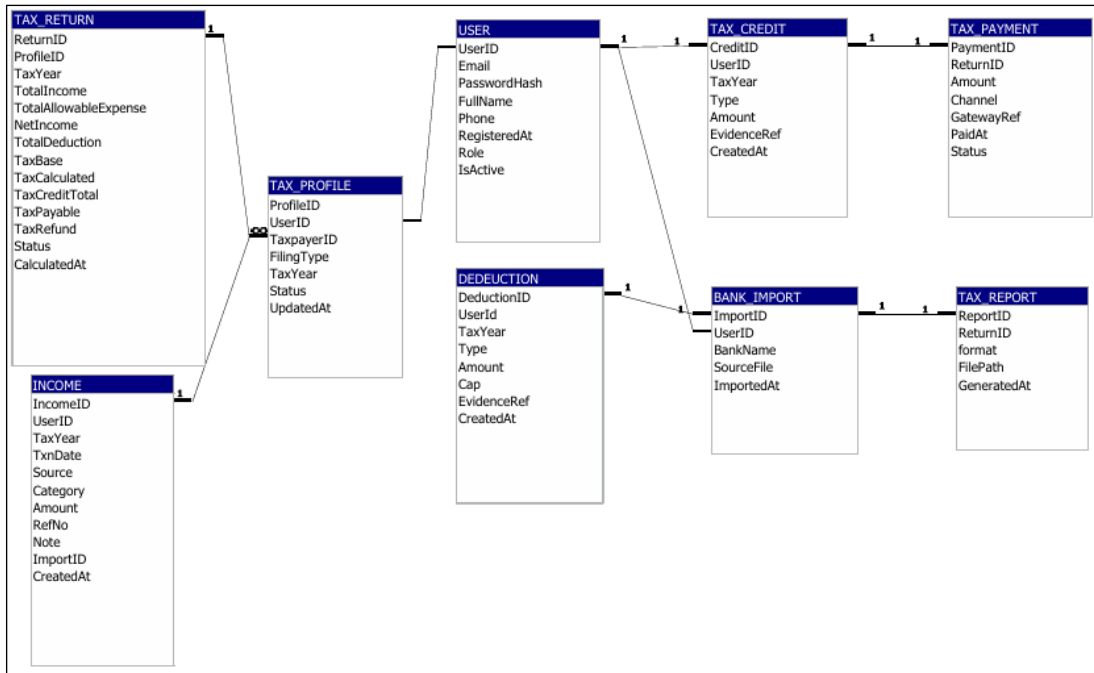 TAX_RETURN
ReturnID
ProfileID
TaxYear
TotalIncome
TotalAllowableExpense
NetIncome
TotalDeduction
TaxBase
TaxCalculated
TaxCreditTotal
TaxPayable
TaxRefund
Status
CalculatedAt
1
INCOME
IncomeID
UserID
TaxYear
TxnDate
Source
Category
Amount
RefNo
Note
ImportID
CreatedAt
1
∞
TAX_PROFILE
ProfileID
UserID
TaxpayerID
FilingType
TaxYear
Status
UpdatedAt
USER
UserID
Email
PasswordHash
FullName
Phone
RegisteredAt
Role
IsActive
1
1
DEDEUCTION
DeductionID
UserId
TaxYear
Type
Amount
Cap
EvidenceRef
CreatedAt
1
1
TAX_CREDIT
CreditID
UserID
TaxYear
Type
Amount
EvidenceRef
CreatedAt
1
1
BANK_IMPORT
ImportID
UserID
BankName
SourceFile
ImportedAt
1
1
TAX_PAYMENT
PaymentID
ReturnID
Amount
Channel
GatewayRef
PaidAt
Status
TAX_REPORT
ReportID
ReturnID
format
FilePath
GeneratedAt